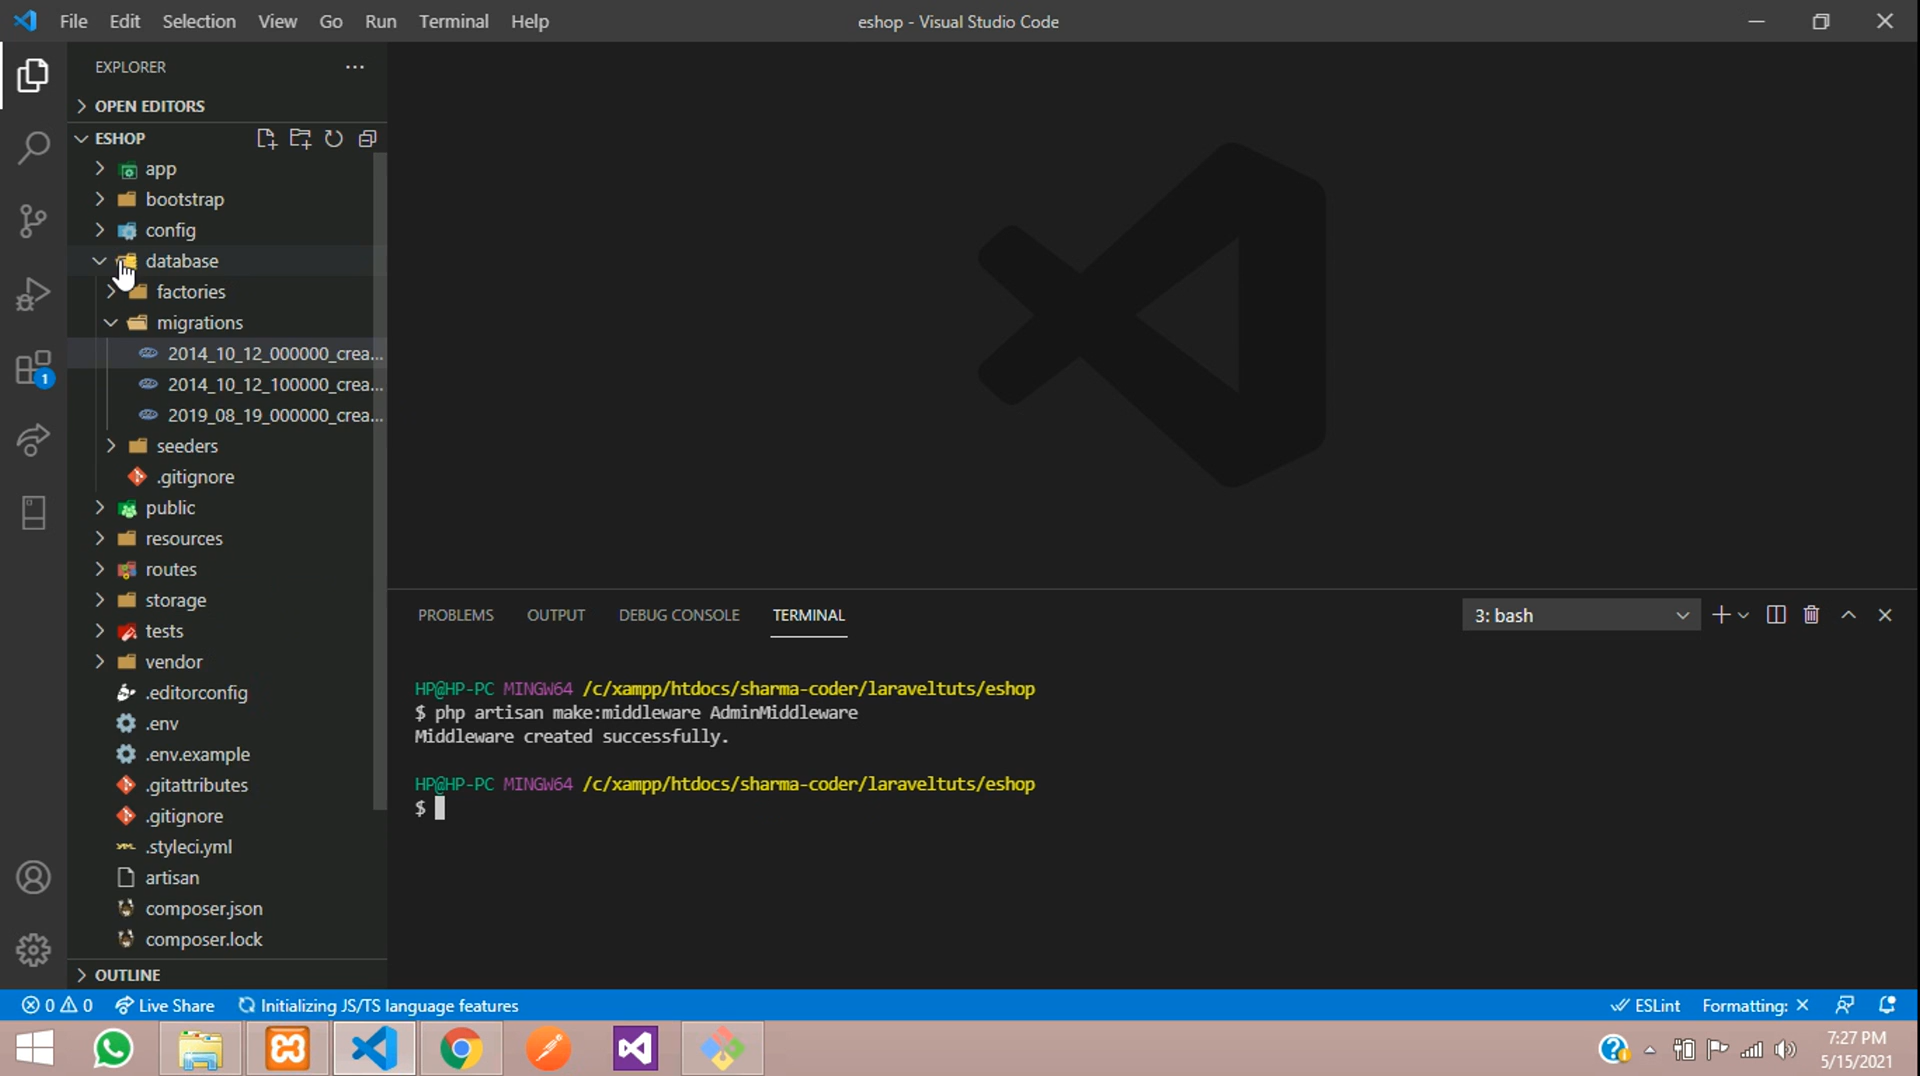 File Edit Selection View Go Run Terminal Help
eshop - Visual Studio Code
EXPLORER
OPEN EDITORS
ESHOP
app
bootstrap
config
database
factories
migrations
2014_10_12_000000_crea...
2014_10_12_100000_crea...
2019_08_19_000000_crea...
seeders
.gitignore
public
resources
routes
storage
tests
vendor
.editorconfig
.env
.env.example
.gitattributes
.gitignore
.styleci.yml
artisan
composer.json
composer.lock
OUTLINE
1
PROBLEMS OUTPUT DEBUG CONSOLE TERMINAL
3: bash
HP@HP-PC MINGW64 /c/xampp/htdocs/sharma-coder/laraveltuts/eshop
$ php artisan make:middleware AdminMiddleware
Middleware created successfully.
HP@HP-PC MINGW64 /c/xampp/htdocs/sharma-coder/laraveltuts/eshop
$
0 0 Live Share Initializing JS/TS language features
ESLint Formatting: ×
7:27 PM
5/15/2021